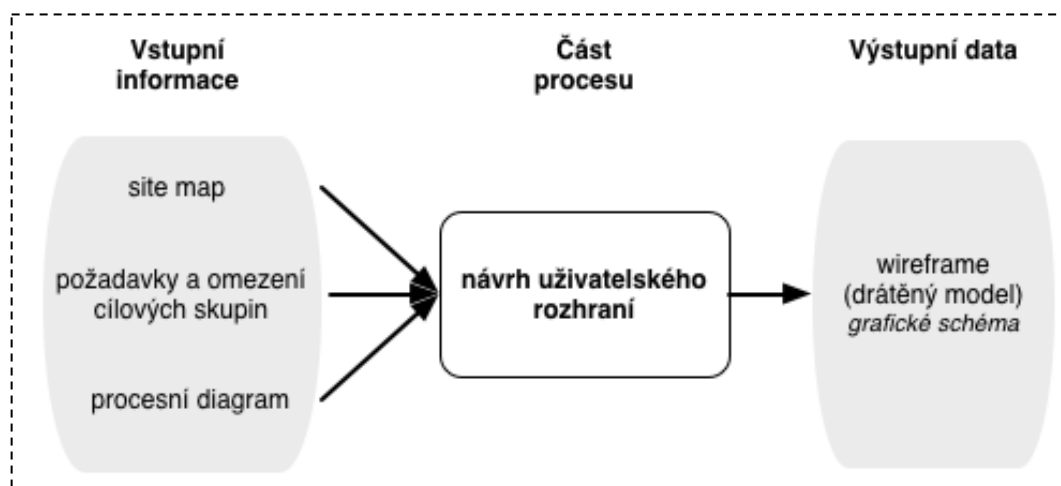 Vstupní
informace
Část
procesu
Výstupní data
site map
požadavky a omezení
cílových skupin
procesní diagram
návrh uživatelského
rozhraní
wireframe
(drátěný model)
grafické schéma